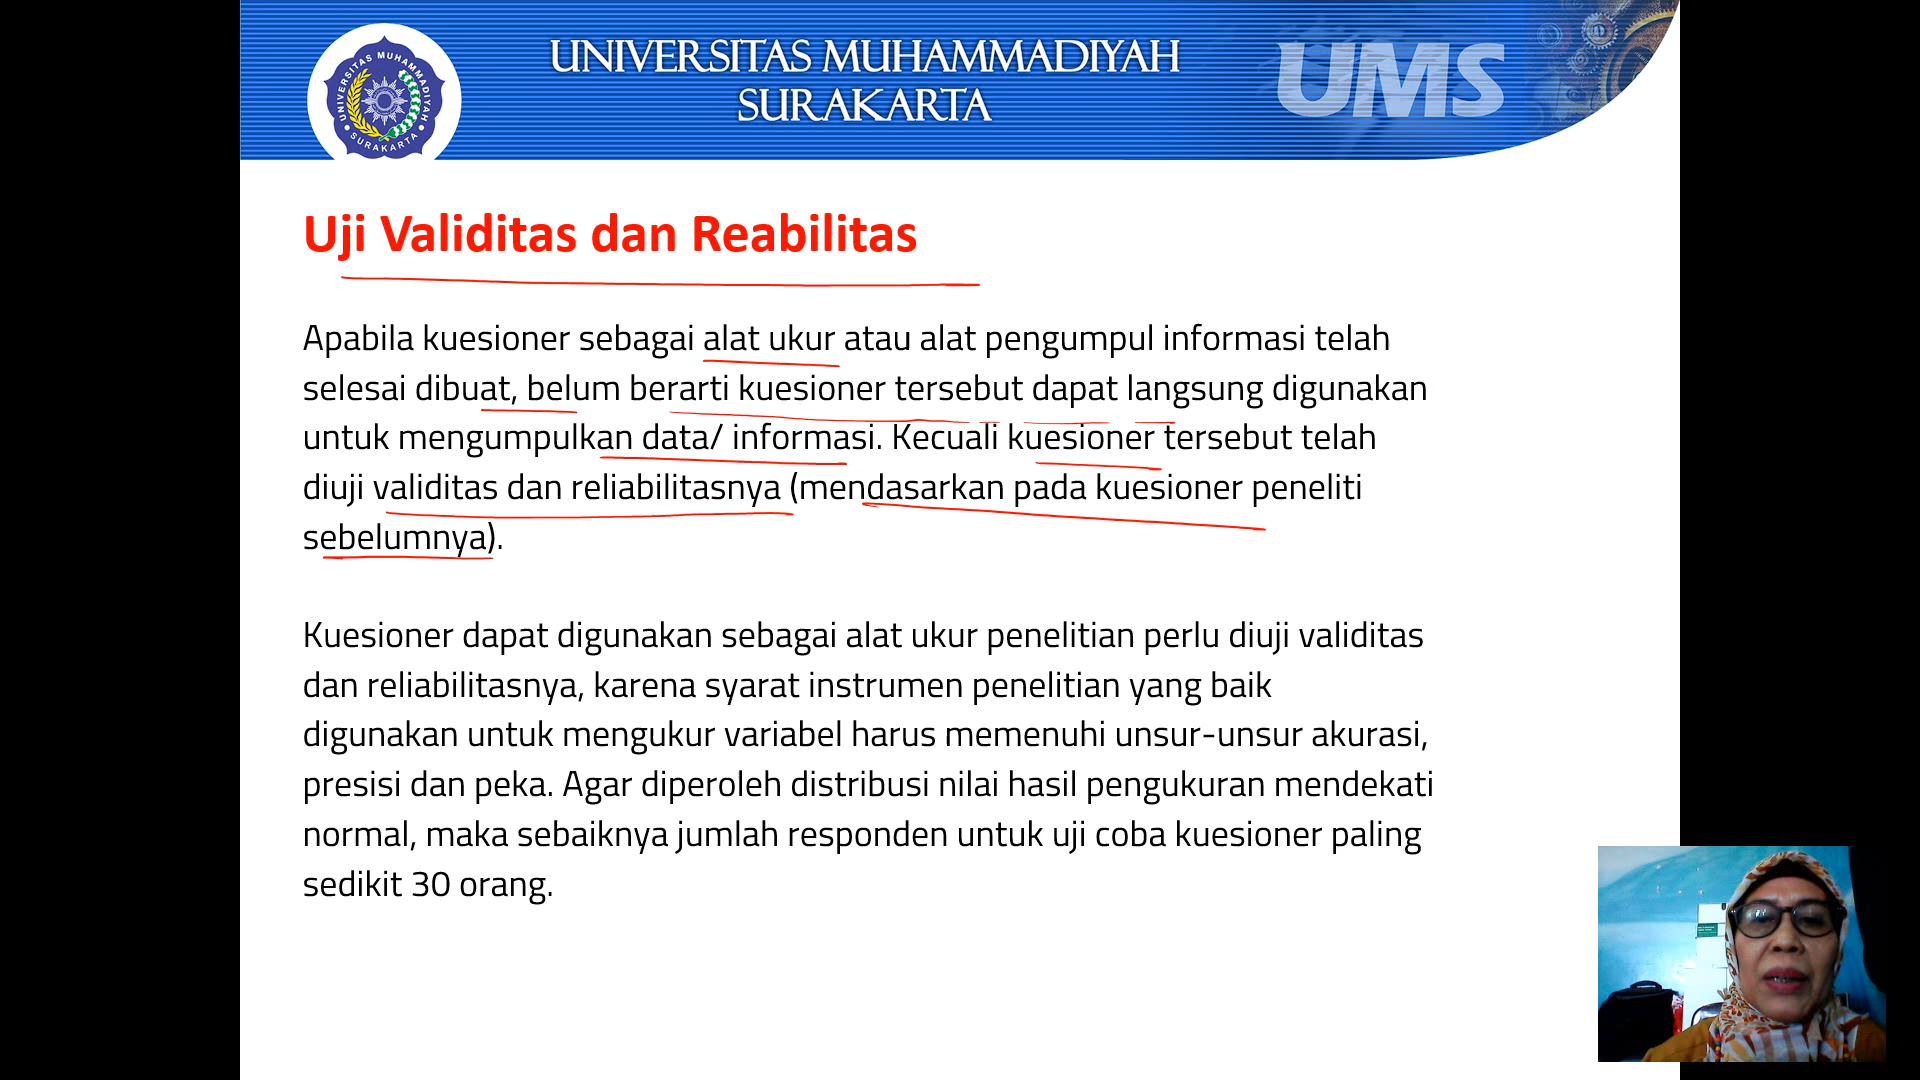 UNIVERSITAS MUHAMMADIYAH
SURAKARTA
UMS
UNIVERSITAS MUHAMMADIYAH
SURAKARTA
Uji Validitas dan Reabilitas
Apabila kuesioner sebagai alat ukur atau alat pengumpul informasi telah
selesai dibuat, belum berarti kuesioner tersebut dapat langsung digunakan
untuk mengumpulkan data/ informasi. Kecuali kuesioner tersebut telah
diuji validitas dan reliabilitasnya (mendasarkan pada kuesioner peneliti
sebelumnya).
Kuesioner dapat digunakan sebagai alat ukur penelitian perlu diuji validitas
dan reliabilitasnya, karena syarat instrumen penelitian yang baik
digunakan untuk mengukur variabel harus memenuhi unsur-unsur akurasi,
presisi dan peka. Agar diperoleh distribusi nilai hasil pengukuran mendekati
normal, maka sebaiknya jumlah responden untuk uji coba kuesioner paling
sedikit 30 orang.